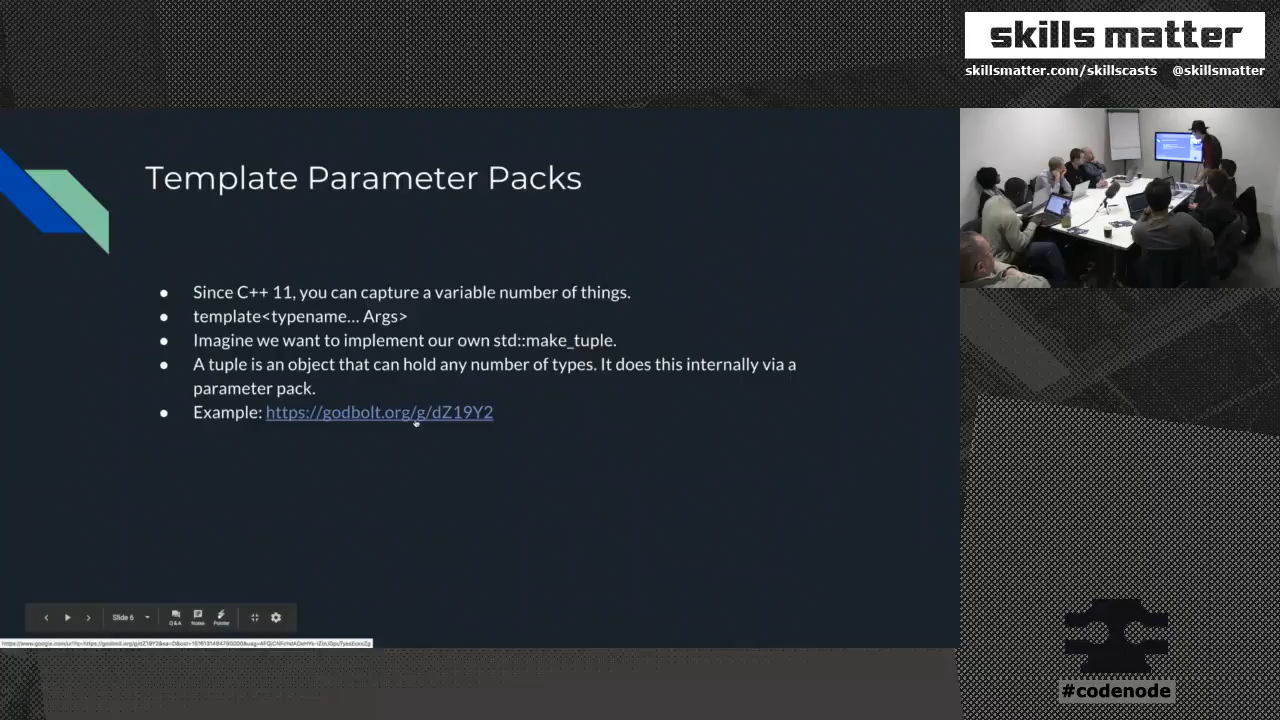 skills matter
skillsmatter.com/skillscasts @skillsmatter
Template Parameter Packs
● Since C++ 11, you can capture a variable number of things.
● template<typename... Args>
● Imagine we want to implement our own std::make_tuple.
● A tuple is an object that can hold any number of types. It does this internally via a
parameter pack.
● Example: https://godbolt.org/g/dZ19Y2
Slide 6
Q&A Notes Pointer
#codenode